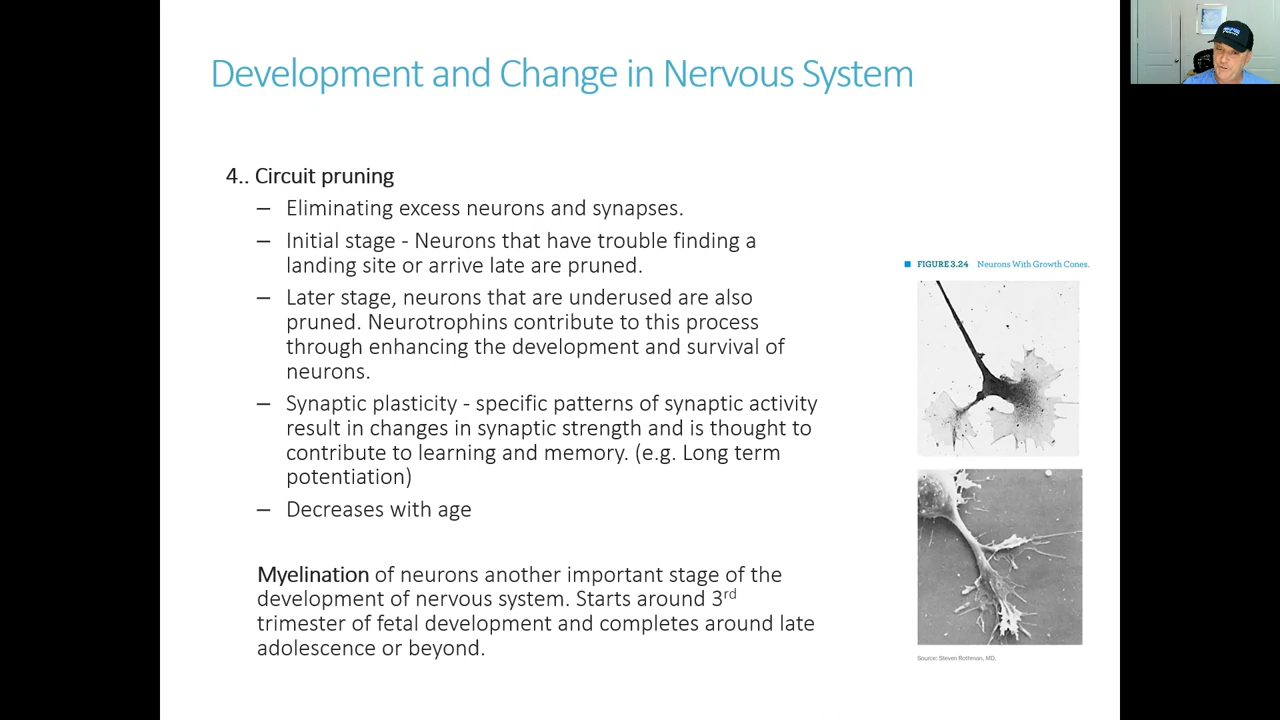 Development and Change in Nervous System
4.. Circuit pruning
– Eliminating excess neurons and synapses.
– Initial stage - Neurons that have trouble finding a
landing site or arrive late are pruned.
– Later stage, neurons that are underused are also
pruned. Neurotrophins contribute to this process
through enhancing the development and survival of
neurons.
– Synaptic plasticity - specific patterns of synaptic activity
result in changes in synaptic strength and is thought to
contribute to learning and memory. (e.g. Long term
potentiation)
– Decreases with age
Myelination of neurons another important stage of the
development of nervous system. Starts around 3rd
trimester of fetal development and completes around late
adolescence or beyond.
FIGURE 3.24 Neurons With Growth Cones.
Source: Steven Rothman, MD.